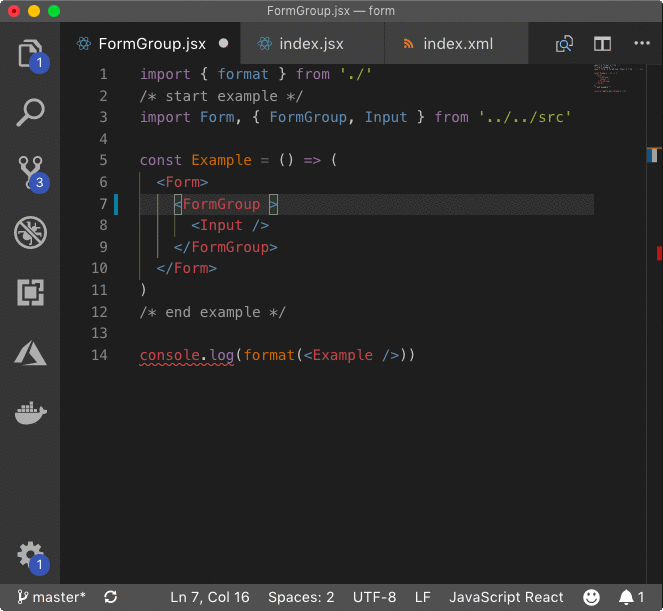 FormGroup.jsx — form
FormGroup.jsx
index.jsx
index.xml
1
3
1
1 import { format } from './'
2 /* start example */
3 import Form, { FormGroup, Input } from '../../src'
4
5 const Example = () => (
6 <Form>
7 <FormGroup >
8 <Input />
9 </FormGroup>
10 </Form>
11 )
12 /* end example */
13
14 console.log(format(<Example />))
master* Ln 7, Col 16 Spaces: 2 UTF-8 LF JavaScript React 1